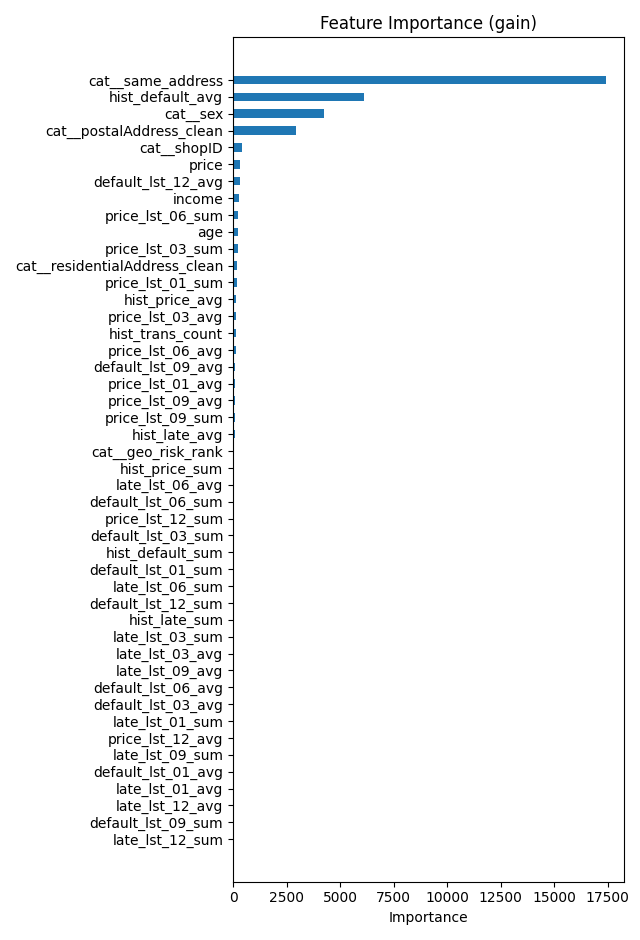 Feature Importance (gain)
cat__same_address
hist_default_avg
cat__sex
cat__postalAddress_clean
cat__shopID
price
default_lst_12_avg
income
price_lst_06_sum
age
price_lst_03_sum
cat__residentialAddress_clean
price_lst_01_sum
hist_price_avg
price_lst_03_avg
hist_trans_count
price_lst_06_avg
default_lst_09_avg
price_lst_01_avg
price_lst_09_avg
price_lst_09_sum
hist_late_avg
cat__geo_risk_rank
hist_price_sum
late_lst_06_avg
default_lst_06_sum
price_lst_12_sum
default_lst_03_sum
hist_default_sum
default_lst_01_sum
late_lst_06_sum
default_lst_12_sum
hist_late_sum
late_lst_03_sum
late_lst_03_avg
late_lst_09_avg
default_lst_06_avg
default_lst_03_avg
late_lst_01_sum
price_lst_12_avg
late_lst_09_sum
default_lst_01_avg
late_lst_01_avg
late_lst_12_avg
default_lst_09_sum
late_lst_12_sum
0 2500 5000 7500 10000 12500 15000 17500
Importance